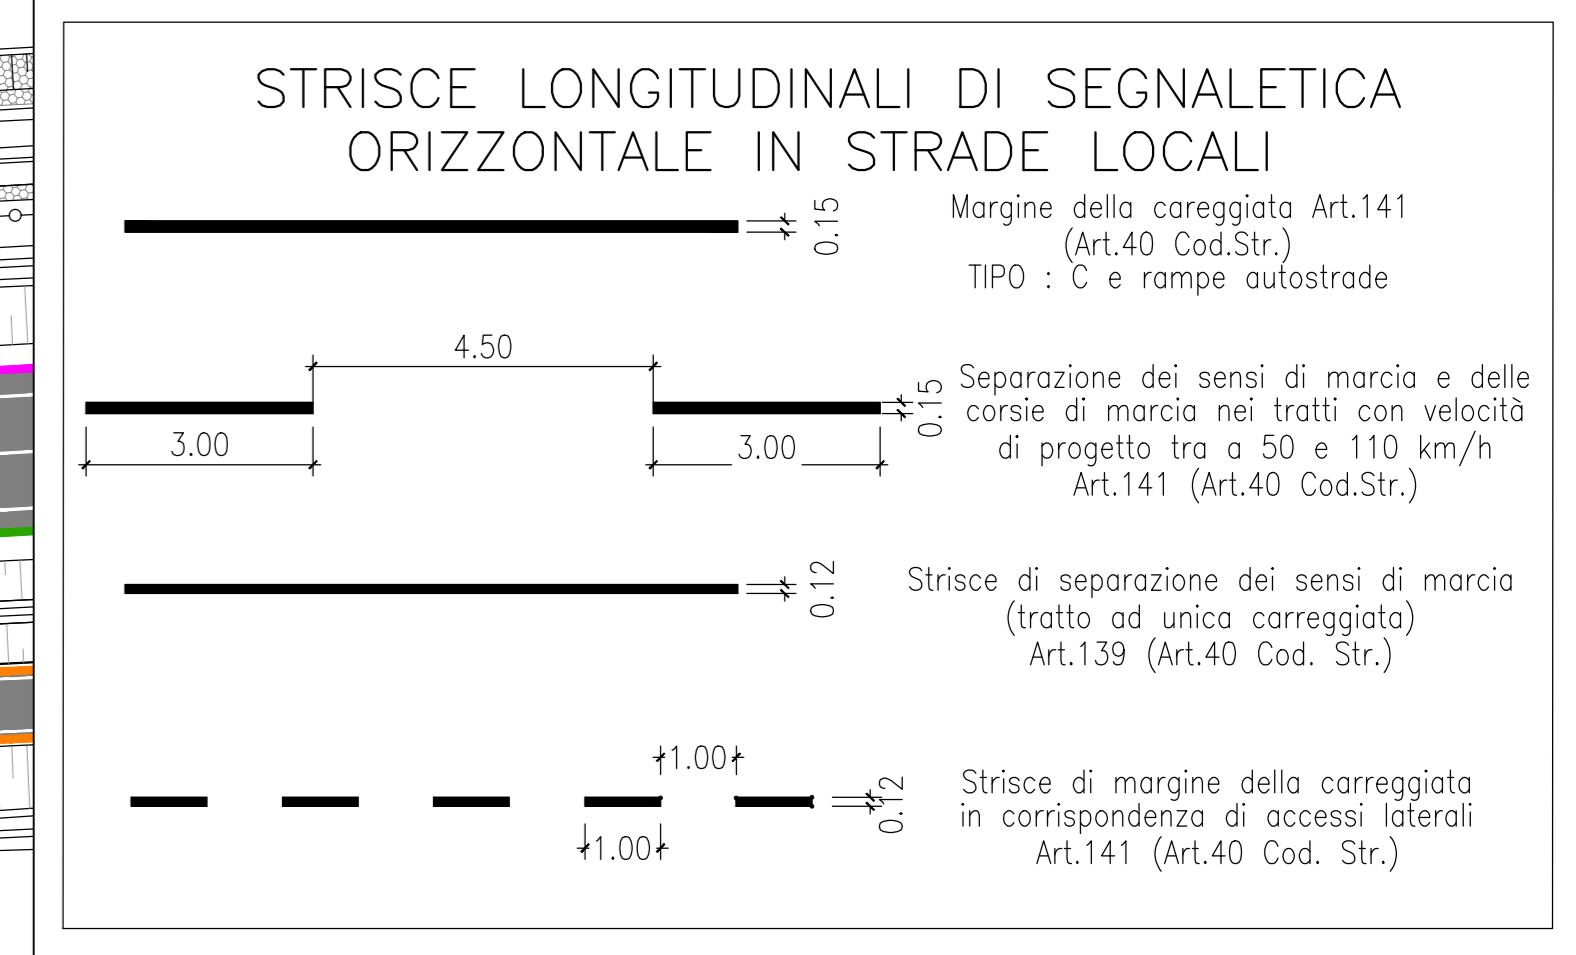 STRISCE LONGITUDINALI DI SEGNALETICA
ORIZZONTALE IN STRADE LOCALI
0.15
Margine della careggiata Art.141
(Art.40 Cod.Str.)
TIPO : C e rampe autostrade
4.50
3.00
3.00
0.15
Separazione dei sensi di marcia e delle
corsie di marcia nei tratti con velocità
di progetto tra a 50 e 110 km/h
Art.141 (Art.40 Cod.Str.)
0.12
Strisce di separazione dei sensi di marcia
(tratto ad unica carreggiata)
Art.139 (Art.40 Cod. Str.)
1.00
1.00
0.12
Strisce di margine della carreggiata
in corrispondenza di accessi laterali
Art.141 (Art.40 Cod. Str.)